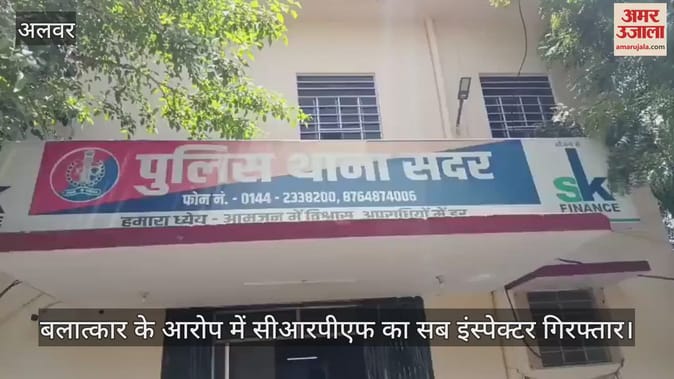 अलवर
अमर उजाला
amarujala.com
पुलिस थाना सदर
फोन नं. - 0144 - 2338200, 8764874006
हमारा ध्येय - आमजन में विश्वास, अपराधियों में डर
sk
FINANCE
बलात्कार के आरोप में सीआरपीएफ का सब इंस्पेक्टर गिरफ्तार।